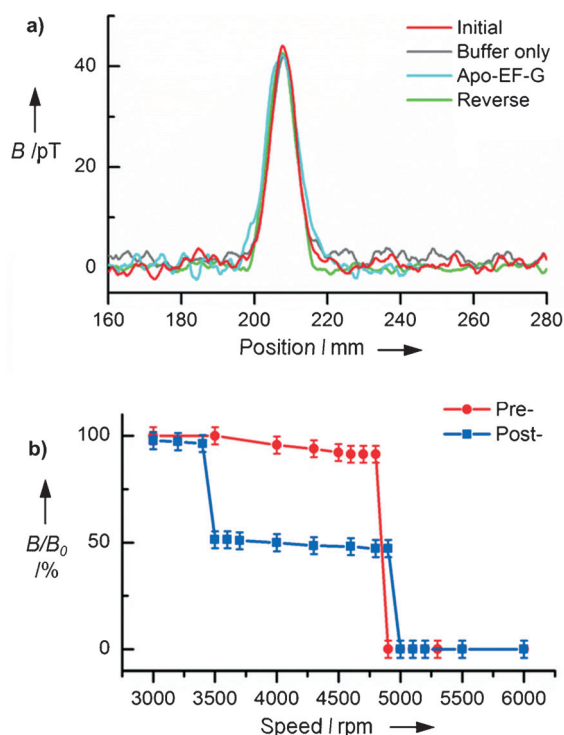 a)
Initial
Buffer only
Apo-EF-G
Reverse
B /pT
40
20
0
160 180 200 220 240 260 280
Position / mm
b)
Pre-
Post-
B/B0
/%
100
50
0
3000 3500 4000 4500 5000 5500 6000
Speed / rpm